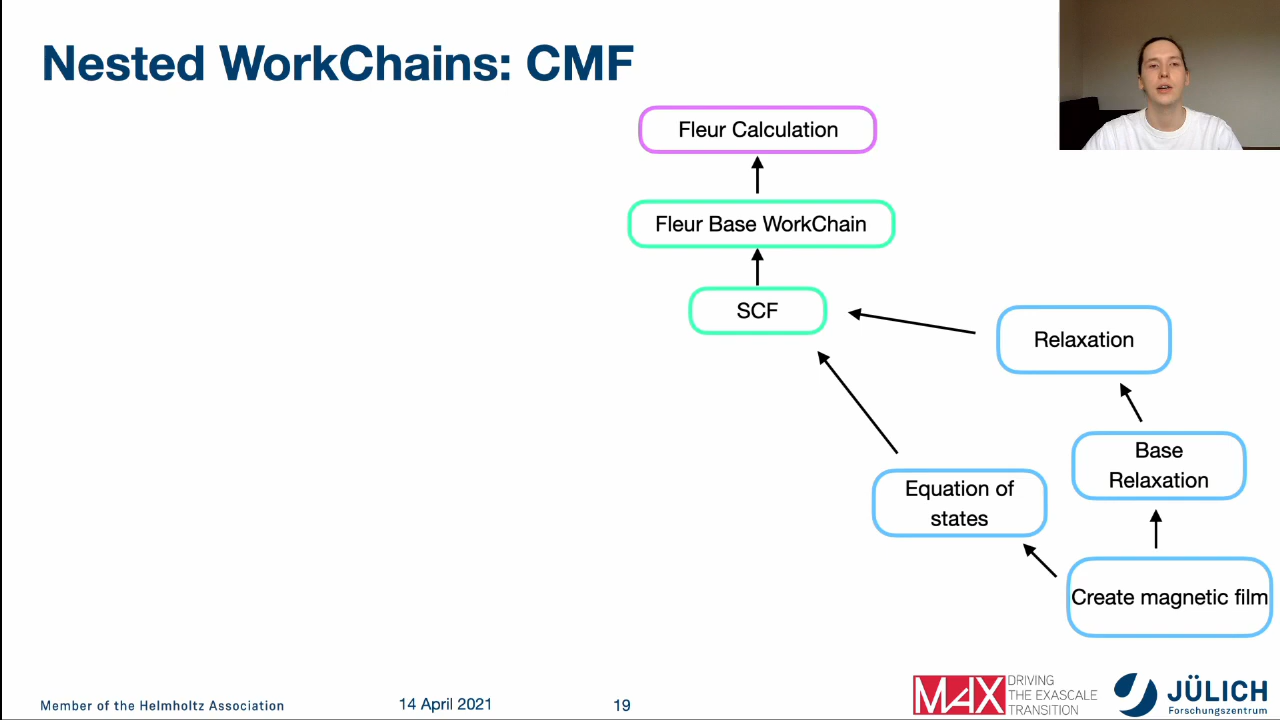 Nested WorkChains: CMF
Fleur Calculation
Fleur Base WorkChain
SCF
Relaxation
Base
Relaxation
Equation of
states
Create magnetic film
Member of the Helmholtz Association
14 April 2021
19
MAX
DRIVING
THE EXASCALE
TRANSITION
JÜLICH
Forschungszentrum